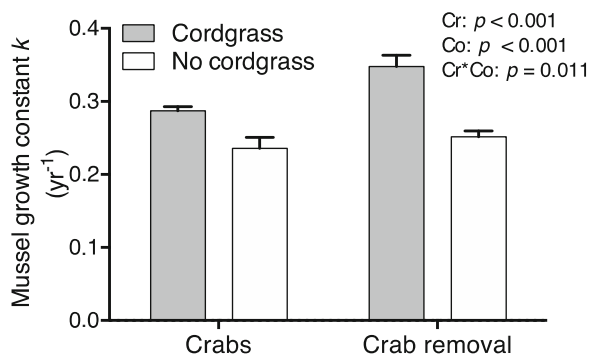 Mussel growth constant k
(yr-1)
0.4
0.3
0.2
0.1
0.0
Cordgrass
No cordgrass
Cr: p < 0.001
Co: p < 0.001
Cr*Co: p = 0.011
Crabs
Crab removal